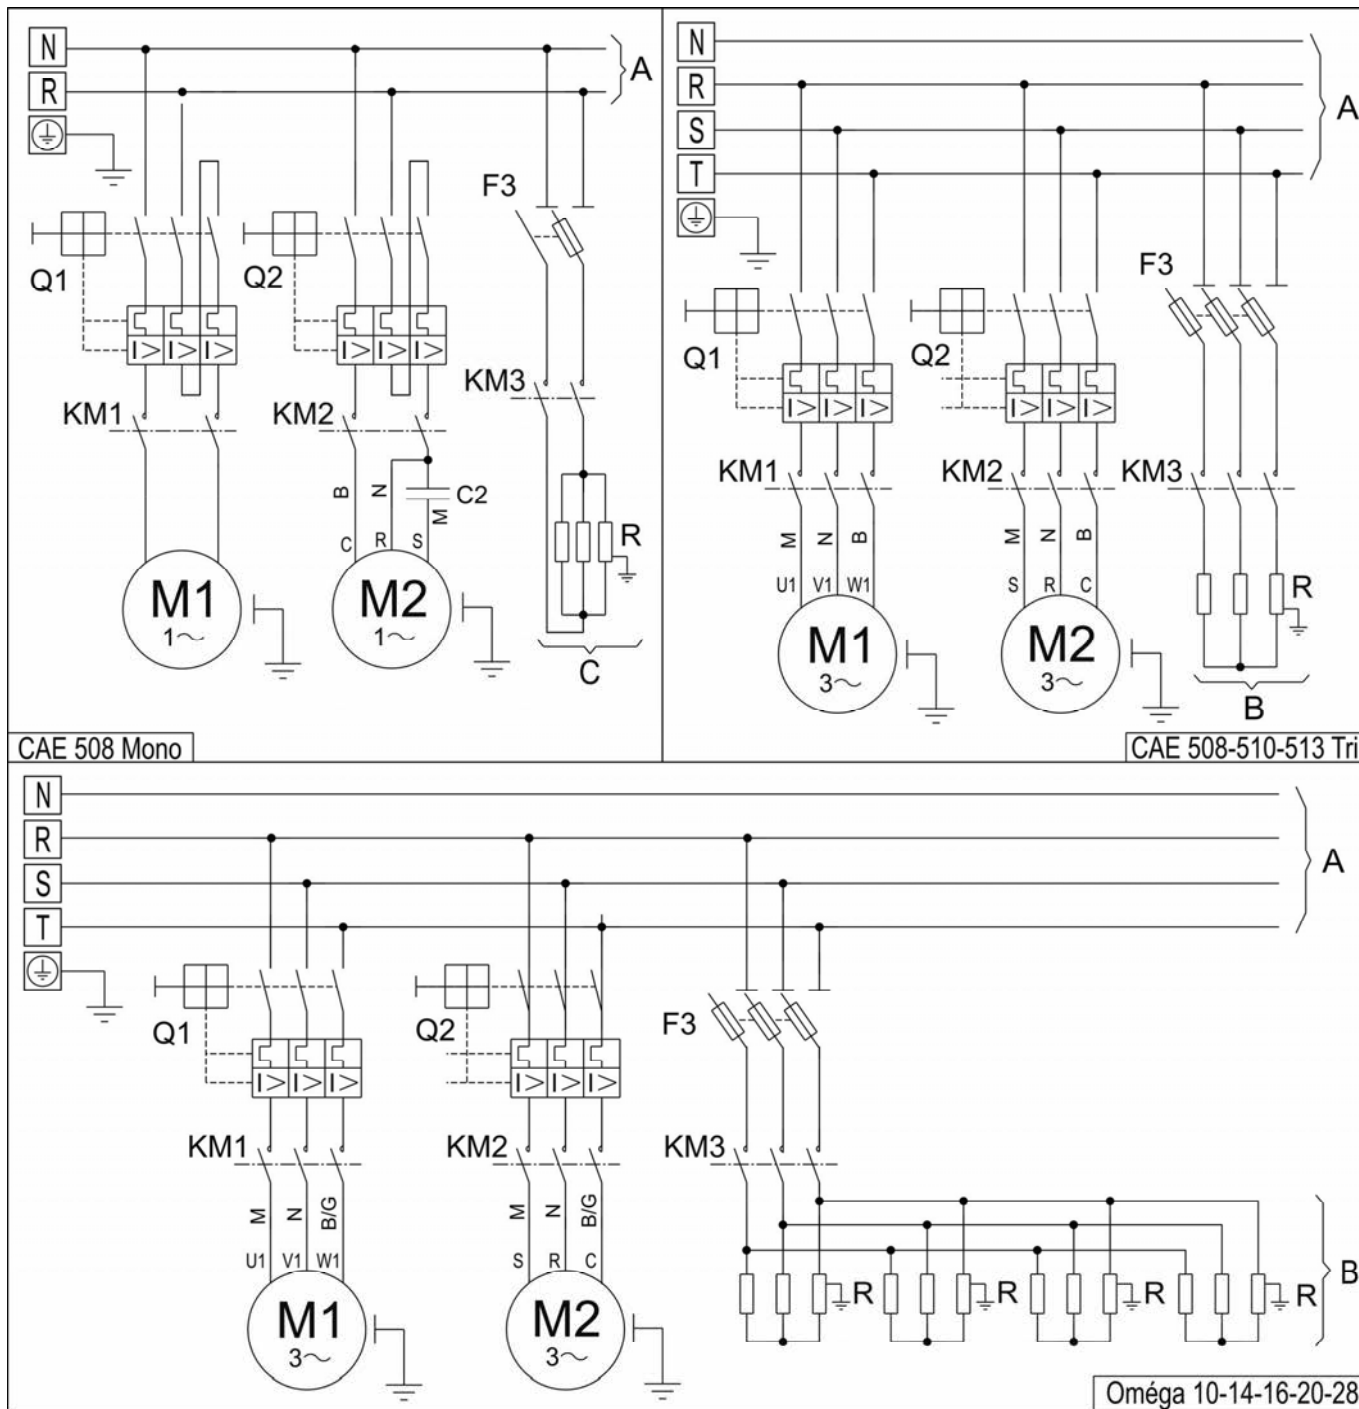 N
R
A
F3
Q1
Q2
I> I> I>
I> I> I>
KM3
KM1
KM2
B
N
C2
M
C
R
S
R
M1
1~
M2
1~
C
CAE 508 Mono
N
R
S
T
A
F3
Q1
Q2
I> I> I>
I> I> I>
KM1
KM2
KM3
M
N
B
M
N
B
U1
V1
W1
S
R
C
R
M1
3~
M2
3~
B
CAE 508-510-513 Tri
N
R
S
T
A
Q1
Q2
F3
I> I> I>
I> I> I>
KM1
KM2
KM3
M
N
B/G
M
N
B/G
U1
V1
W1
S
R
C
R
R
R
R
B
M1
3~
M2
3~
Oméga 10-14-16-20-28